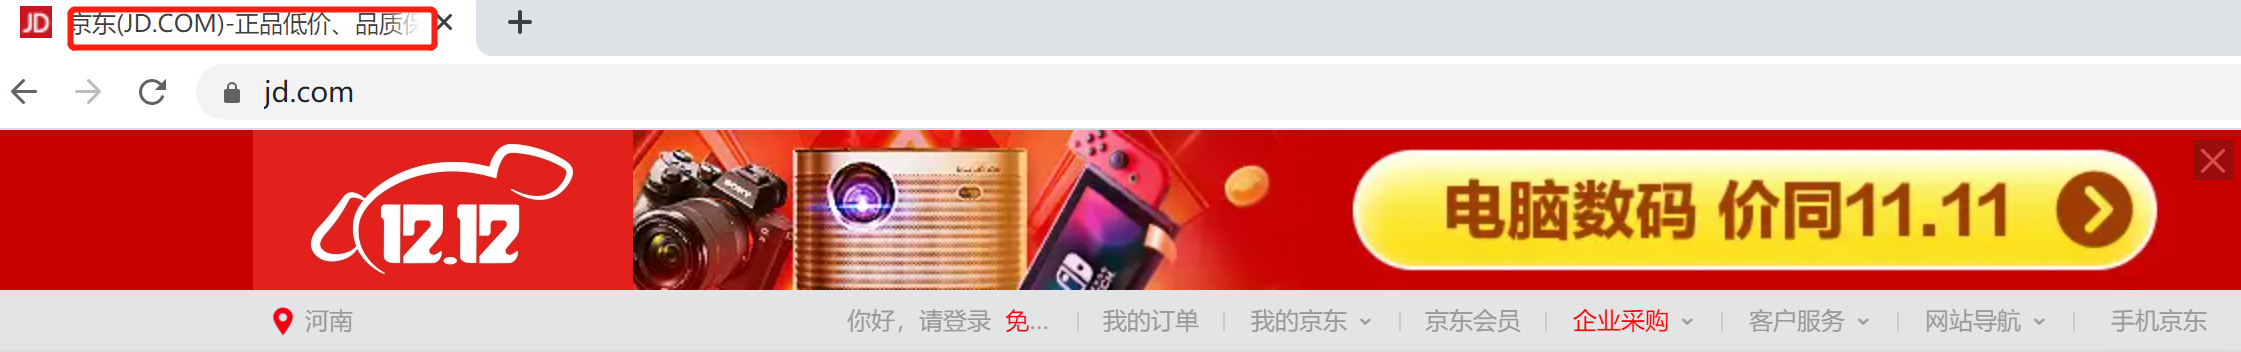 JD 京东(JD.COM)-正品低价、品质保
jd.com
12.12
SONY
电脑数码 价同11.11
河南 你好，请登录 免... 我的订单 我的京东 京东会员 企业采购 客户服务 网站导航 手机京东